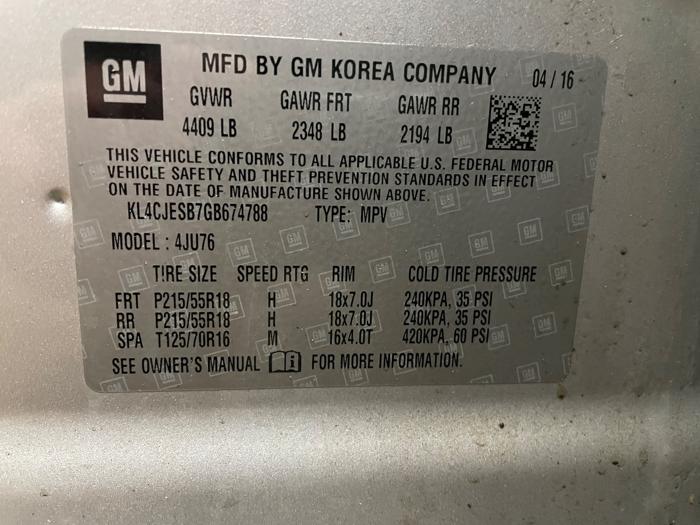 GM MFD BY GM KOREA COMPANY 04 / 16
GVWR GAWR FRT GAWR RR
4409 LB 2348 LB 2194 LB
THIS VEHICLE CONFORMS TO ALL APPLICABLE U.S. FEDERAL MOTOR
VEHICLE SAFETY AND THEFT PREVENTION STANDARDS IN EFFECT
ON THE DATE OF MANUFACTURE SHOWN ABOVE.
KL4CJESB7GB674788 TYPE: MPV
MODEL : 4JU76
TIRE SIZE SPEED RTG RIM COLD TIRE PRESSURE
FRT P215/55R18 H 18x7.0J 240KPA, 35 PSI
RR P215/55R18 H 18x7.0J 240KPA, 35 PSI
SPA T125/70R16 M 16x4.0T 420KPA, 60 PSI
SEE OWNER'S MANUAL FOR MORE INFORMATION.